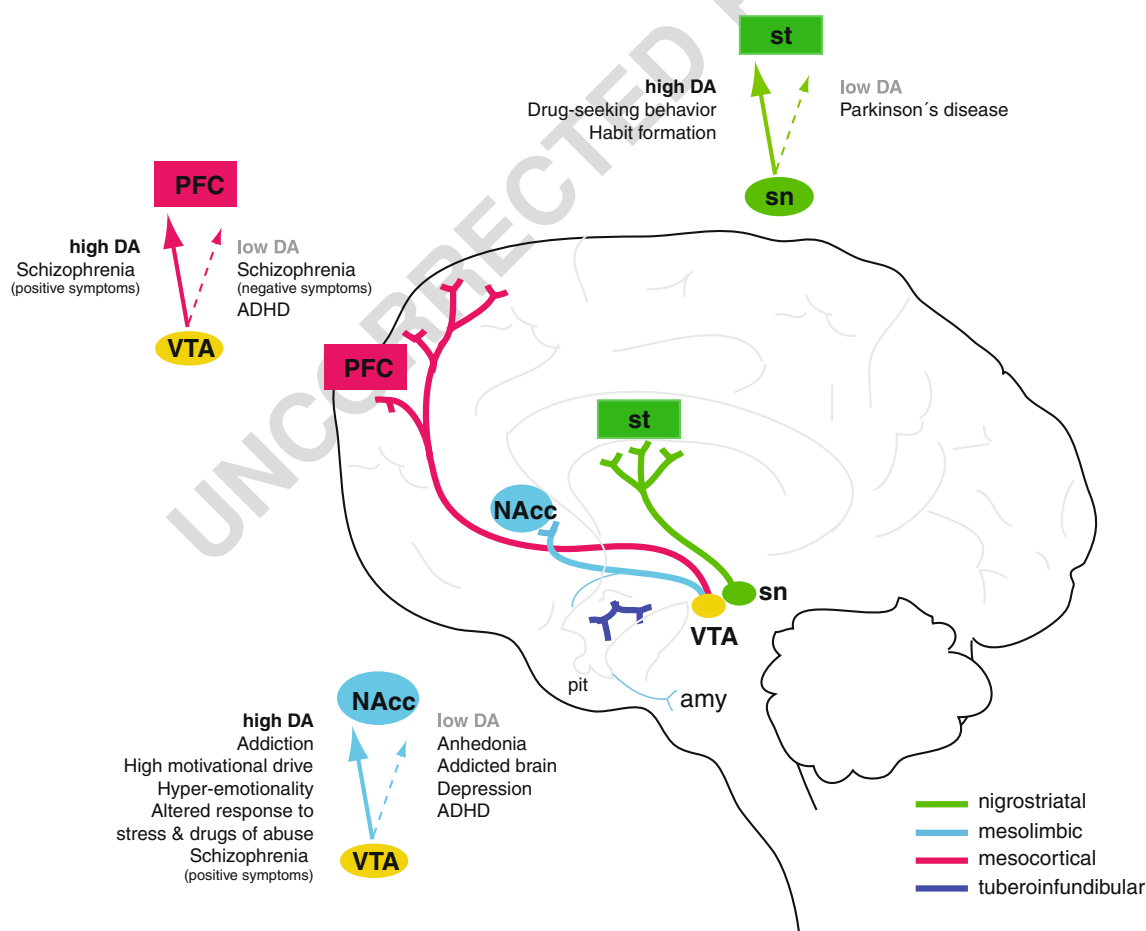 st
high DA
Drug-seeking behavior
Habit formation
low DA
Parkinson´s disease
sn
PFC
high DA
Schizophrenia
(positive symptoms)
low DA
Schizophrenia
(negative symptoms)
ADHD
VTA
UNCORRECTED
PFC
st
NAcc
sn
VTA
pit
amy
NAcc
high DA
Addiction
High motivational drive
Hyper-emotionality
Altered response to
stress & drugs of abuse
Schizophrenia
(positive symptoms)
low DA
Anhedonia
Addicted brain
Depression
ADHD
VTA
nigrostriatal
mesolimbic
mesocortical
tuberoinfundibular